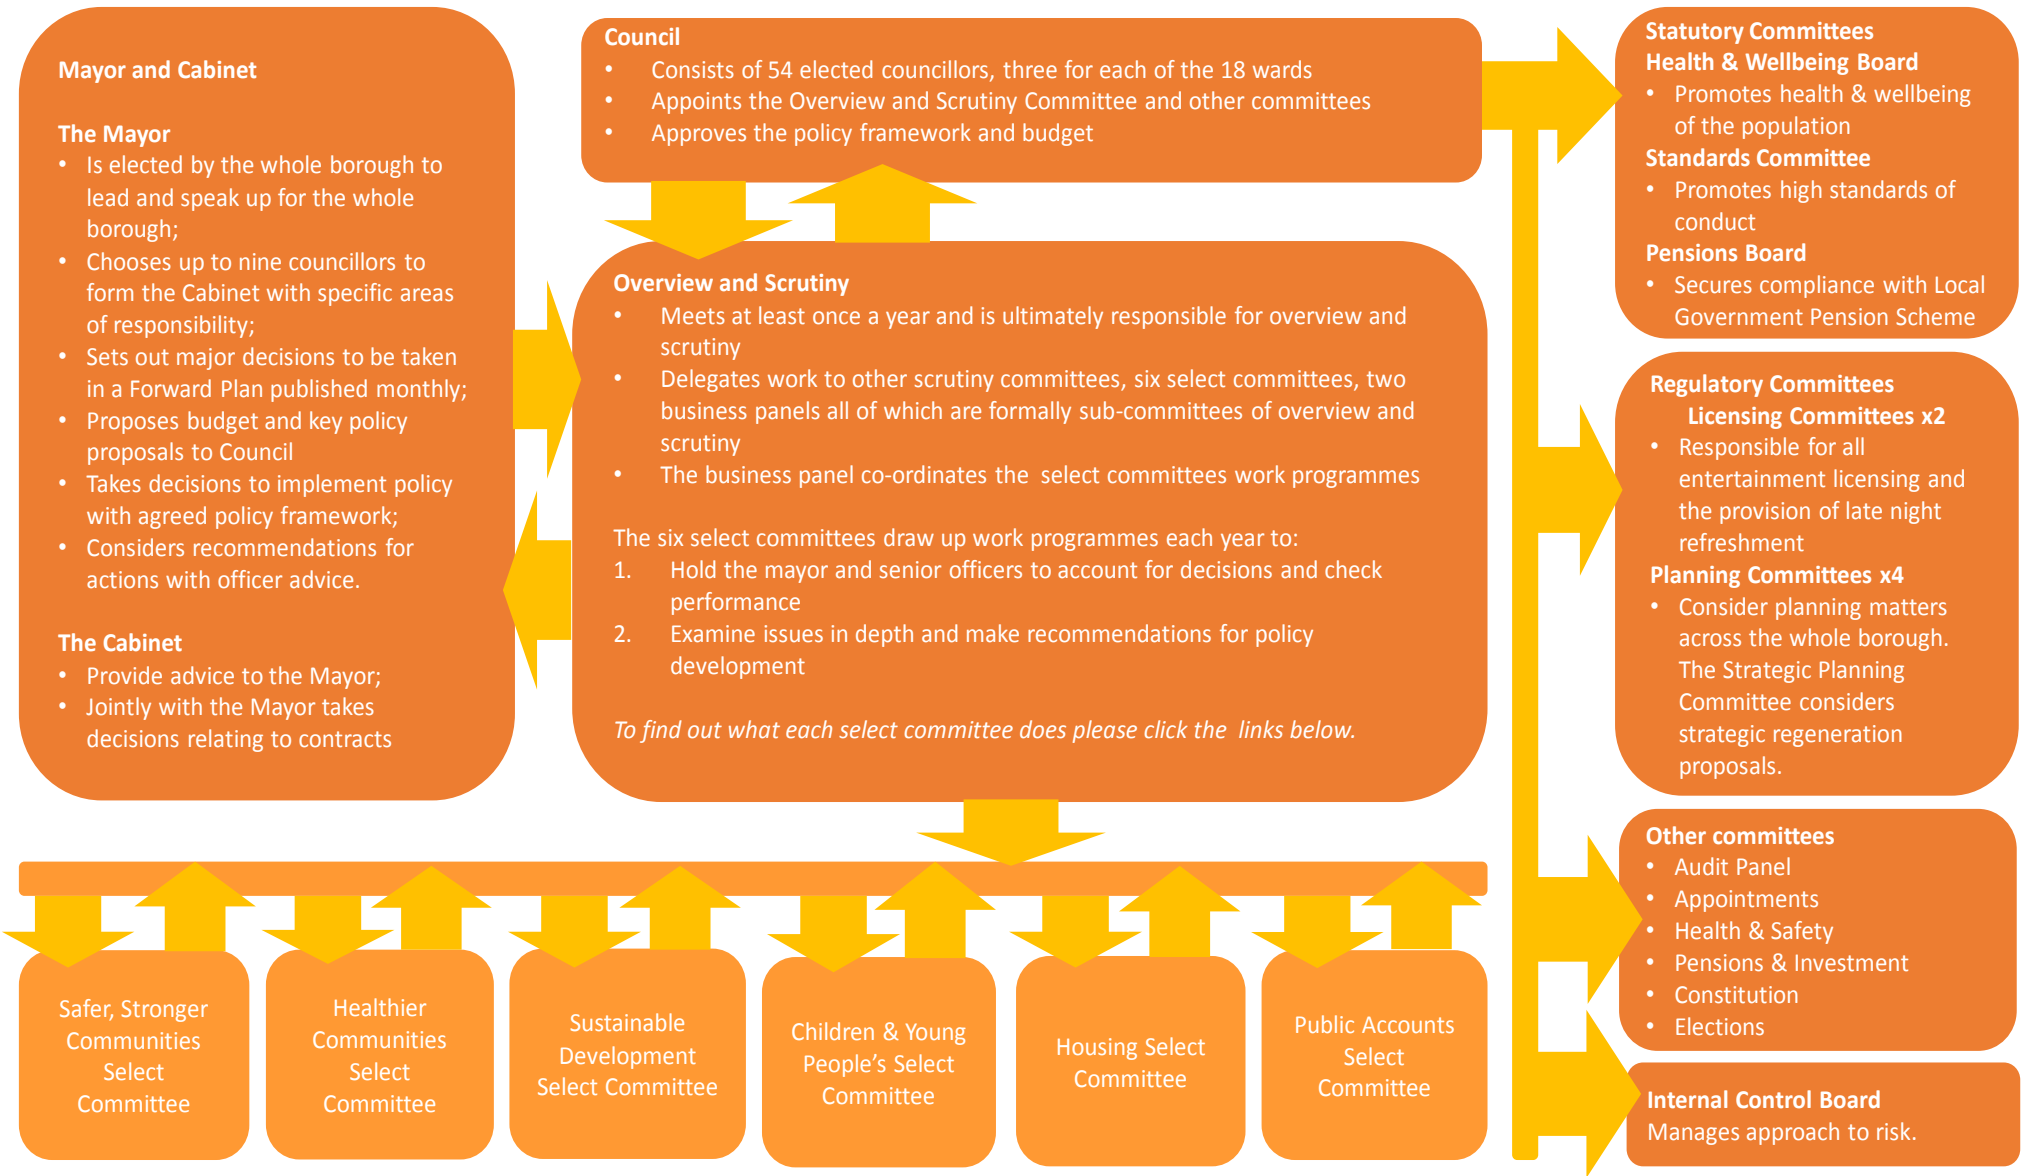 Mayor and Cabinet
The Mayor
• Is elected by the whole borough to
lead and speak up for the whole
borough;
• Chooses up to nine councillors to
form the Cabinet with specific areas
of responsibility;
• Sets out major decisions to be taken
in a Forward Plan published monthly;
• Proposes budget and key policy
proposals to Council
• Takes decisions to implement policy
with agreed policy framework;
• Considers recommendations for
actions with officer advice.
The Cabinet
• Provide advice to the Mayor;
• Jointly with the Mayor takes
decisions relating to contracts
Council
• Consists of 54 elected councillors, three for each of the 18 wards
• Appoints the Overview and Scrutiny Committee and other committees
• Approves the policy framework and budget
Overview and Scrutiny
• Meets at least once a year and is ultimately responsible for overview and
scrutiny
• Delegates work to other scrutiny committees, six select committees, two
business panels all of which are formally sub-committees of overview and
scrutiny
• The business panel co-ordinates the select committees work programmes
The six select committees draw up work programmes each year to:
1. Hold the mayor and senior officers to account for decisions and check
performance
2. Examine issues in depth and make recommendations for policy
development
To find out what each select committee does please click the links below.
Statutory Committees
Health & Wellbeing Board
• Promotes health & wellbeing
of the population
Standards Committee
• Promotes high standards of
conduct
Pensions Board
• Secures compliance with Local
Government Pension Scheme
Regulatory Committees
Licensing Committees x2
• Responsible for all
entertainment licensing and
the provision of late night
refreshment
Planning Committees x4
• Consider planning matters
across the whole borough.
The Strategic Planning
Committee considers
strategic regeneration
proposals.
Other committees
• Audit Panel
• Appointments
• Health & Safety
• Pensions & Investment
• Constitution
• Elections
Internal Control Board
Manages approach to risk.
Safer, Stronger
Communities
Select
Committee
Healthier
Communities
Select
Committee
Sustainable
Development
Select Committee
Children & Young
People’s Select
Committee
Housing Select
Committee
Public Accounts
Select
Committee